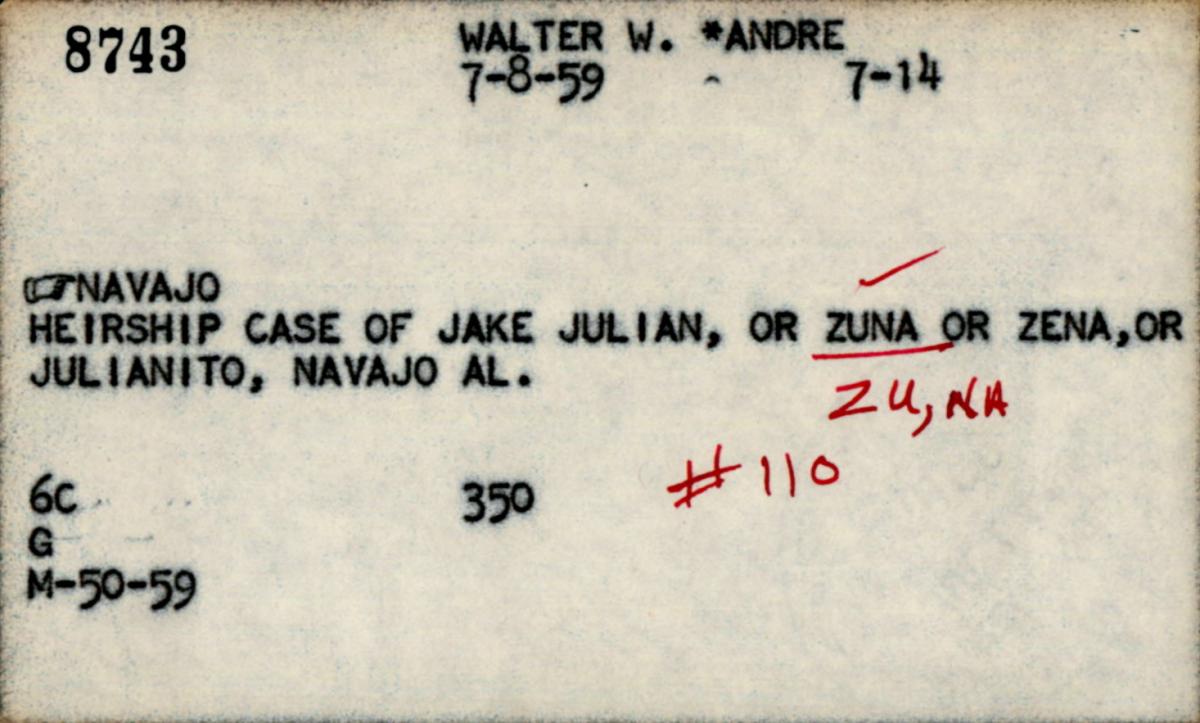 8743 WALTER W. *ANDRE
7-8-59 - 7-14
☞NAVAJO
HEIRSHIP CASE OF JAKE JULIAN, OR ZUNA OR ZENA,OR
JULIANITO, NAVAJO AL.
ZU,NA
6C 350 #110
G
M-50-59